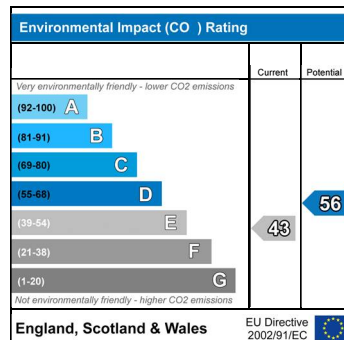 Environmental Impact (CO ) Rating
Current Potential
Very environmentally friendly - lower CO2 emissions
(92-100) A
(81-91) B
(69-80) C
(55-68) D
56
(39-54) E
43
(21-38) F
(1-20) G
Not environmentally friendly - higher CO2 emissions
England, Scotland & Wales
EU Directive
2002/91/EC